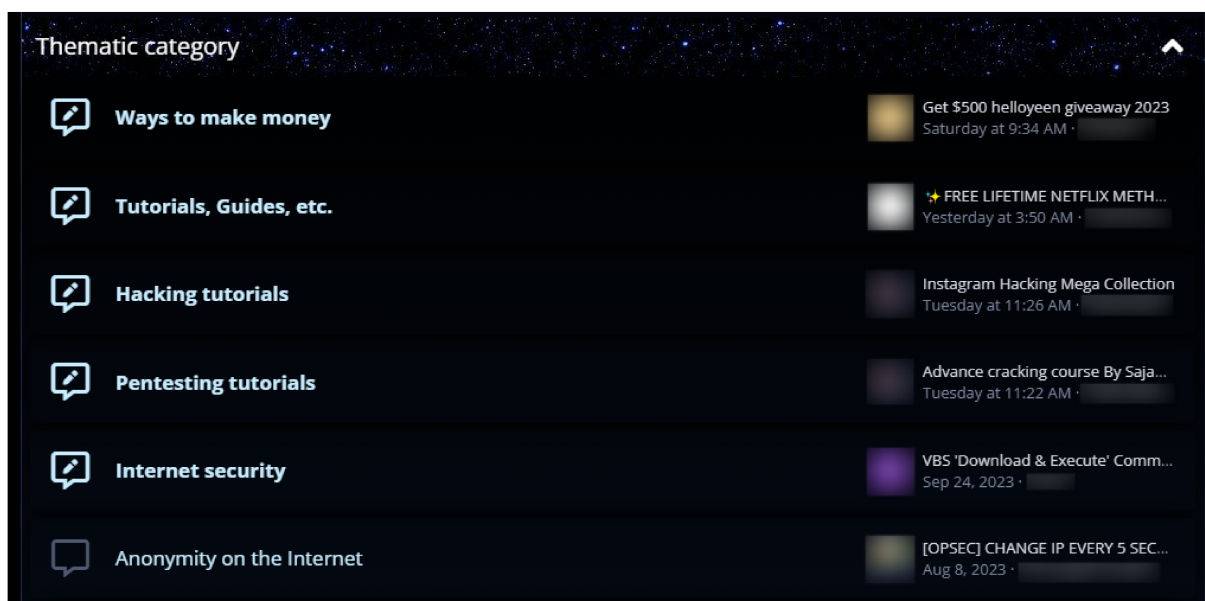 Thematic category
Ways to make money
Get $500 helloyeen giveaway 2023
Saturday at 9:34 AM ·
Tutorials, Guides, etc.
✨ FREE LIFETIME NETFLIX METH...
Yesterday at 3:50 AM ·
Hacking tutorials
Instagram Hacking Mega Collection
Tuesday at 11:26 AM ·
Pentesting tutorials
Advance cracking course By Saja...
Tuesday at 11:22 AM ·
Internet security
VBS 'Download & Execute' Comm...
Sep 24, 2023 ·
Anonymity on the Internet
[OPSEC] CHANGE IP EVERY 5 SEC...
Aug 8, 2023 ·